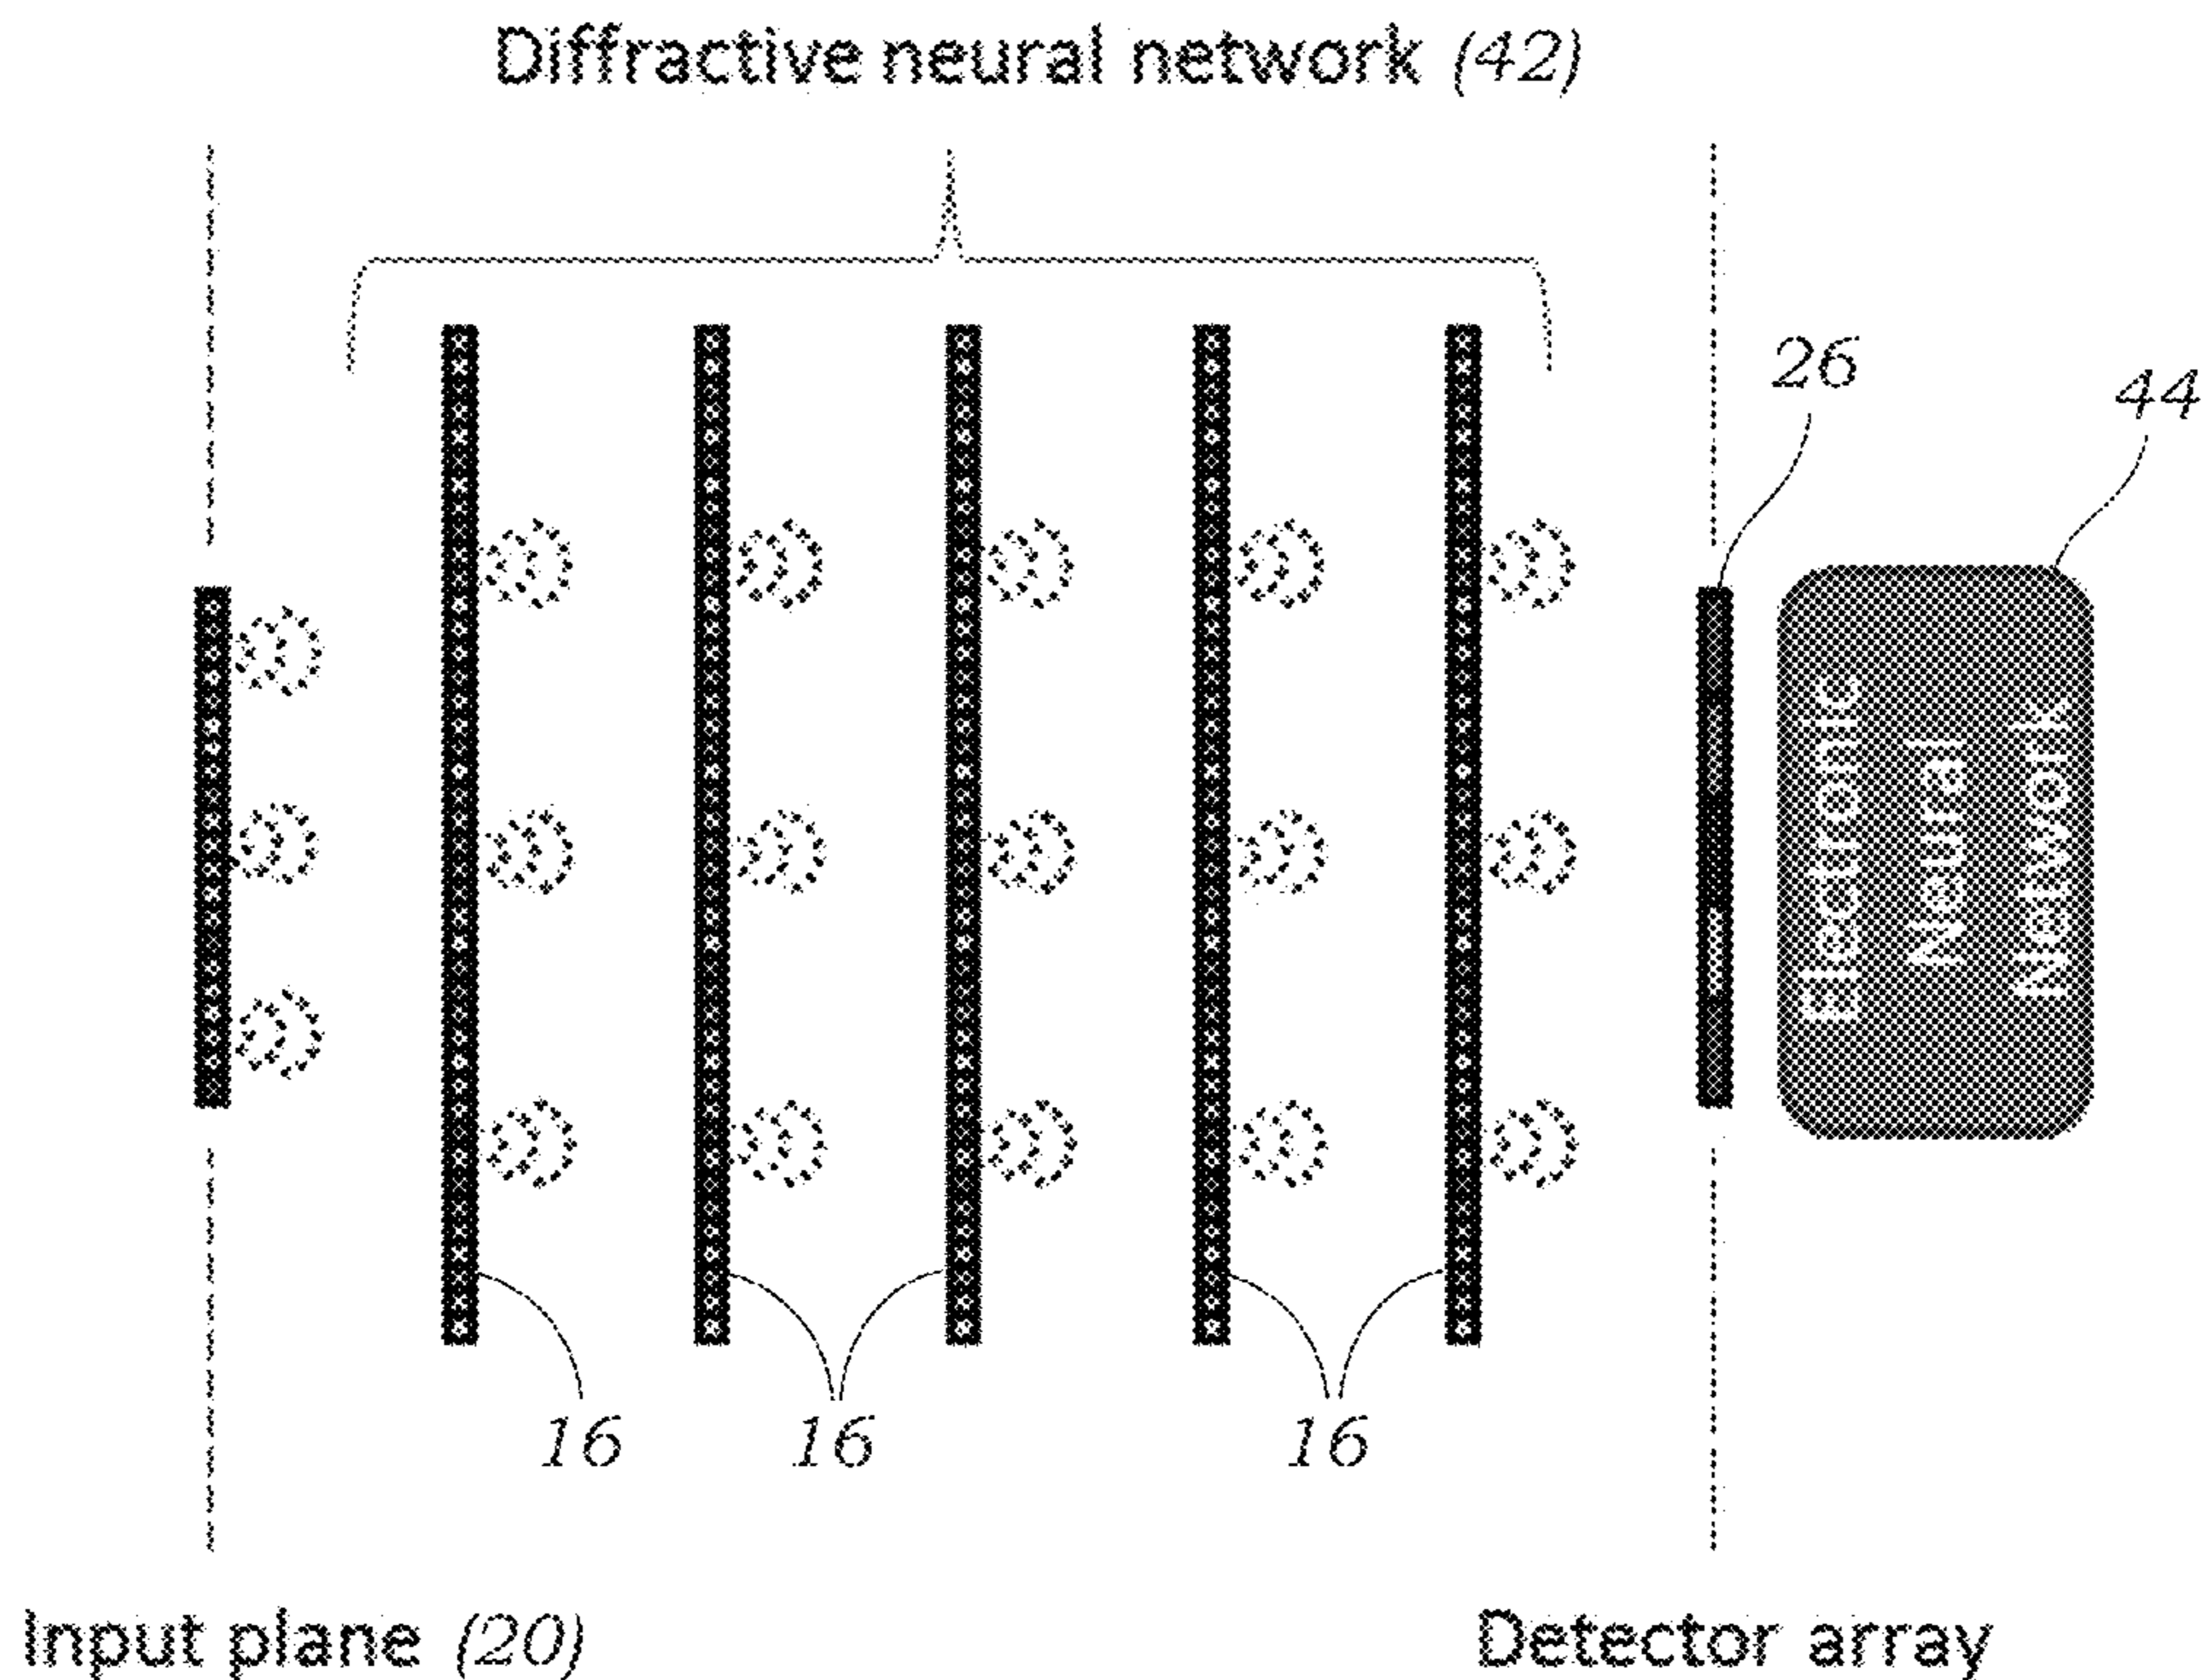 Diffractive neural network (42)
26
44
Electronic
Neural
Network
16
16
16
Input plane (20)
Detector array